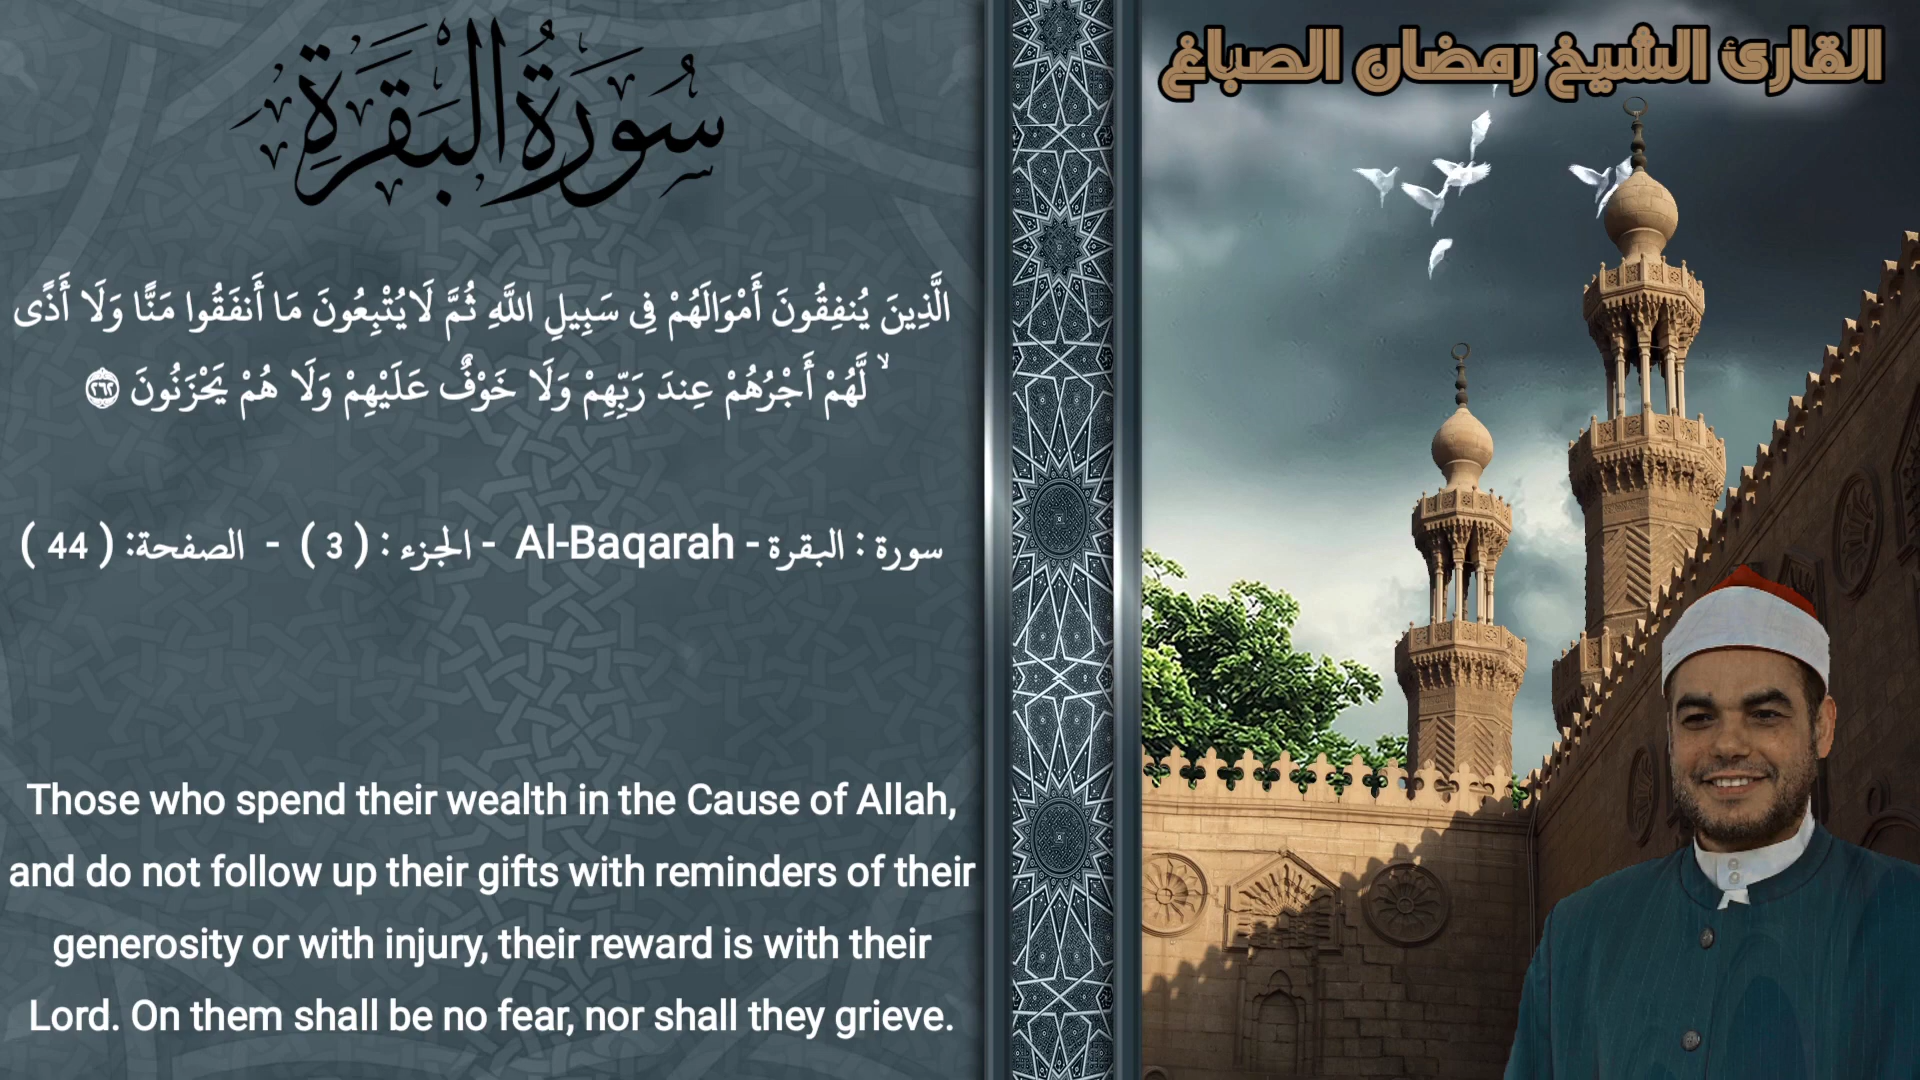 سُورَةُ البَقَرَةِ
الَّذِينَ يُنفِقُونَ أَمْوَالَهُمْ فِى سَبِيلِ اللَّهِ ثُمَّ لَا يُتْبِعُونَ مَا أَنفَقُوا مَنًّا وَلَا أَذًى
ۙ لَّهُمْ أَجْرُهُمْ عِندَ رَبِّهِمْ وَلَا خَوْفٌ عَلَيْهِمْ وَلَا هُمْ يَحْزَنُونَ ﴿٢٦٢﴾
سورة : البقرة - Al-Baqarah - الجزء : ( 3 ) - الصفحة: ( 44 )
Those who spend their wealth in the Cause of Allah,
and do not follow up their gifts with reminders of their
generosity or with injury, their reward is with their
Lord. On them shall be no fear, nor shall they grieve.
القارئ الشيخ رمضان الصباغ